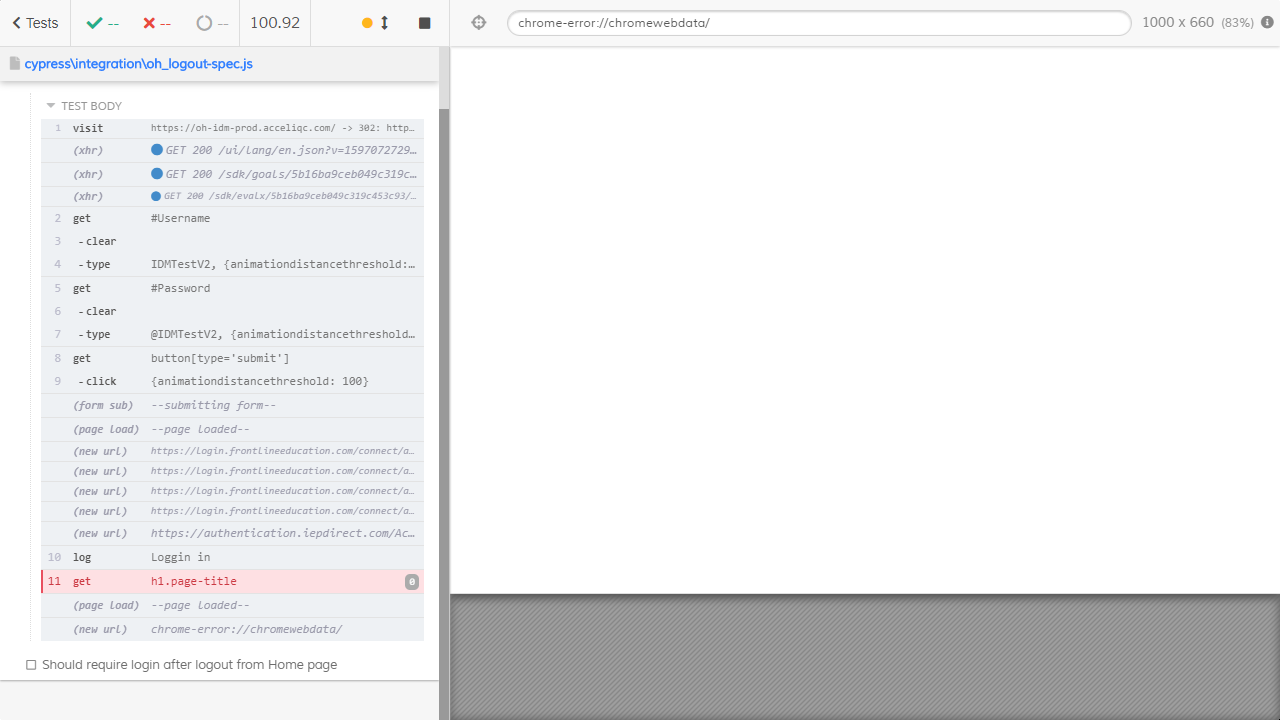 Tests -- -- -- 100.92
chrome-error://chromewebdata/ 1000 x 660 (83%)
cypress\integration\oh_logout-spec.js
TEST BODY
1 visit https://oh-idm-prod.acceliqc.com/ -> 302: http…
(xhr) GET 200 /ui/lang/en.json?v=1597072729…
(xhr) GET 200 /sdk/goals/5b16ba9ceb049c319c…
(xhr) GET 200 /sdk/evalx/5b16ba9ceb049c319c453c93/…
2 get #Username
3 -clear
4 -type IDMTestV2, {animationdistancethreshold:…
5 get #Password
6 -clear
7 -type @IDMTestV2, {animationdistancethreshold…
8 get button[type='submit']
9 -click {animationdistancethreshold: 100}
(form sub) --submitting form--
(page load) --page loaded--
(new url) https://login.frontlineeducation.com/connect/a…
(new url) https://login.frontlineeducation.com/connect/a…
(new url) https://login.frontlineeducation.com/connect/a…
(new url) https://login.frontlineeducation.com/connect/a…
(new url) https://authentication.iepdirect.com/Ac…
10 log Loggin in
11 get h1.page-title 0
(page load) --page loaded--
(new url) chrome-error://chromewebdata/
Should require login after logout from Home page